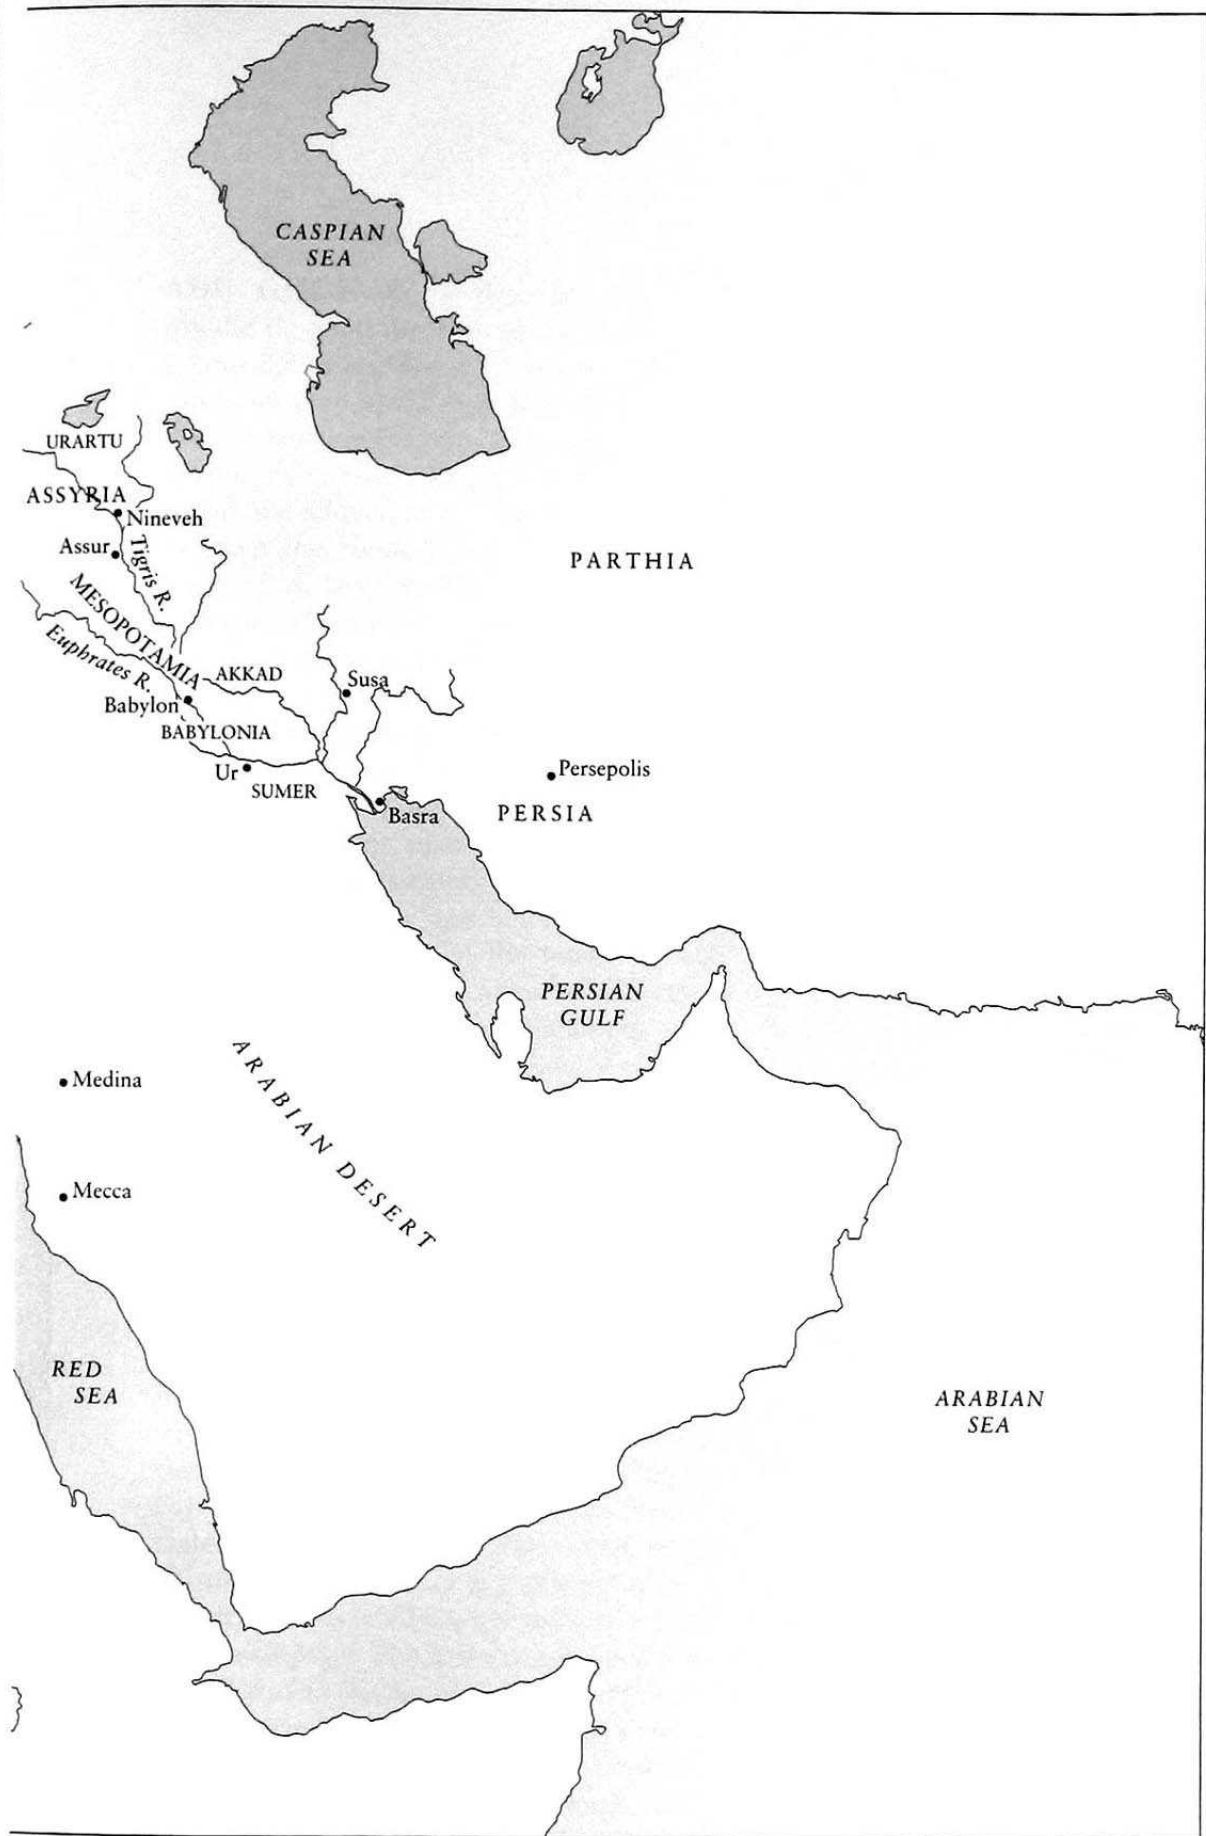 CASPIAN
SEA
URARTU
ASSYRIA
Nineveh
Assur
Tigris R.
PARTHIA
MESOPOTAMIA
Euphrates R.
AKKAD
Susa
Babylon
BABYLONIA
Ur
SUMER
Persepolis
Basra
PERSIA
PERSIAN
GULF
ARABIAN DESERT
Medina
Mecca
RED
SEA
ARABIAN
SEA